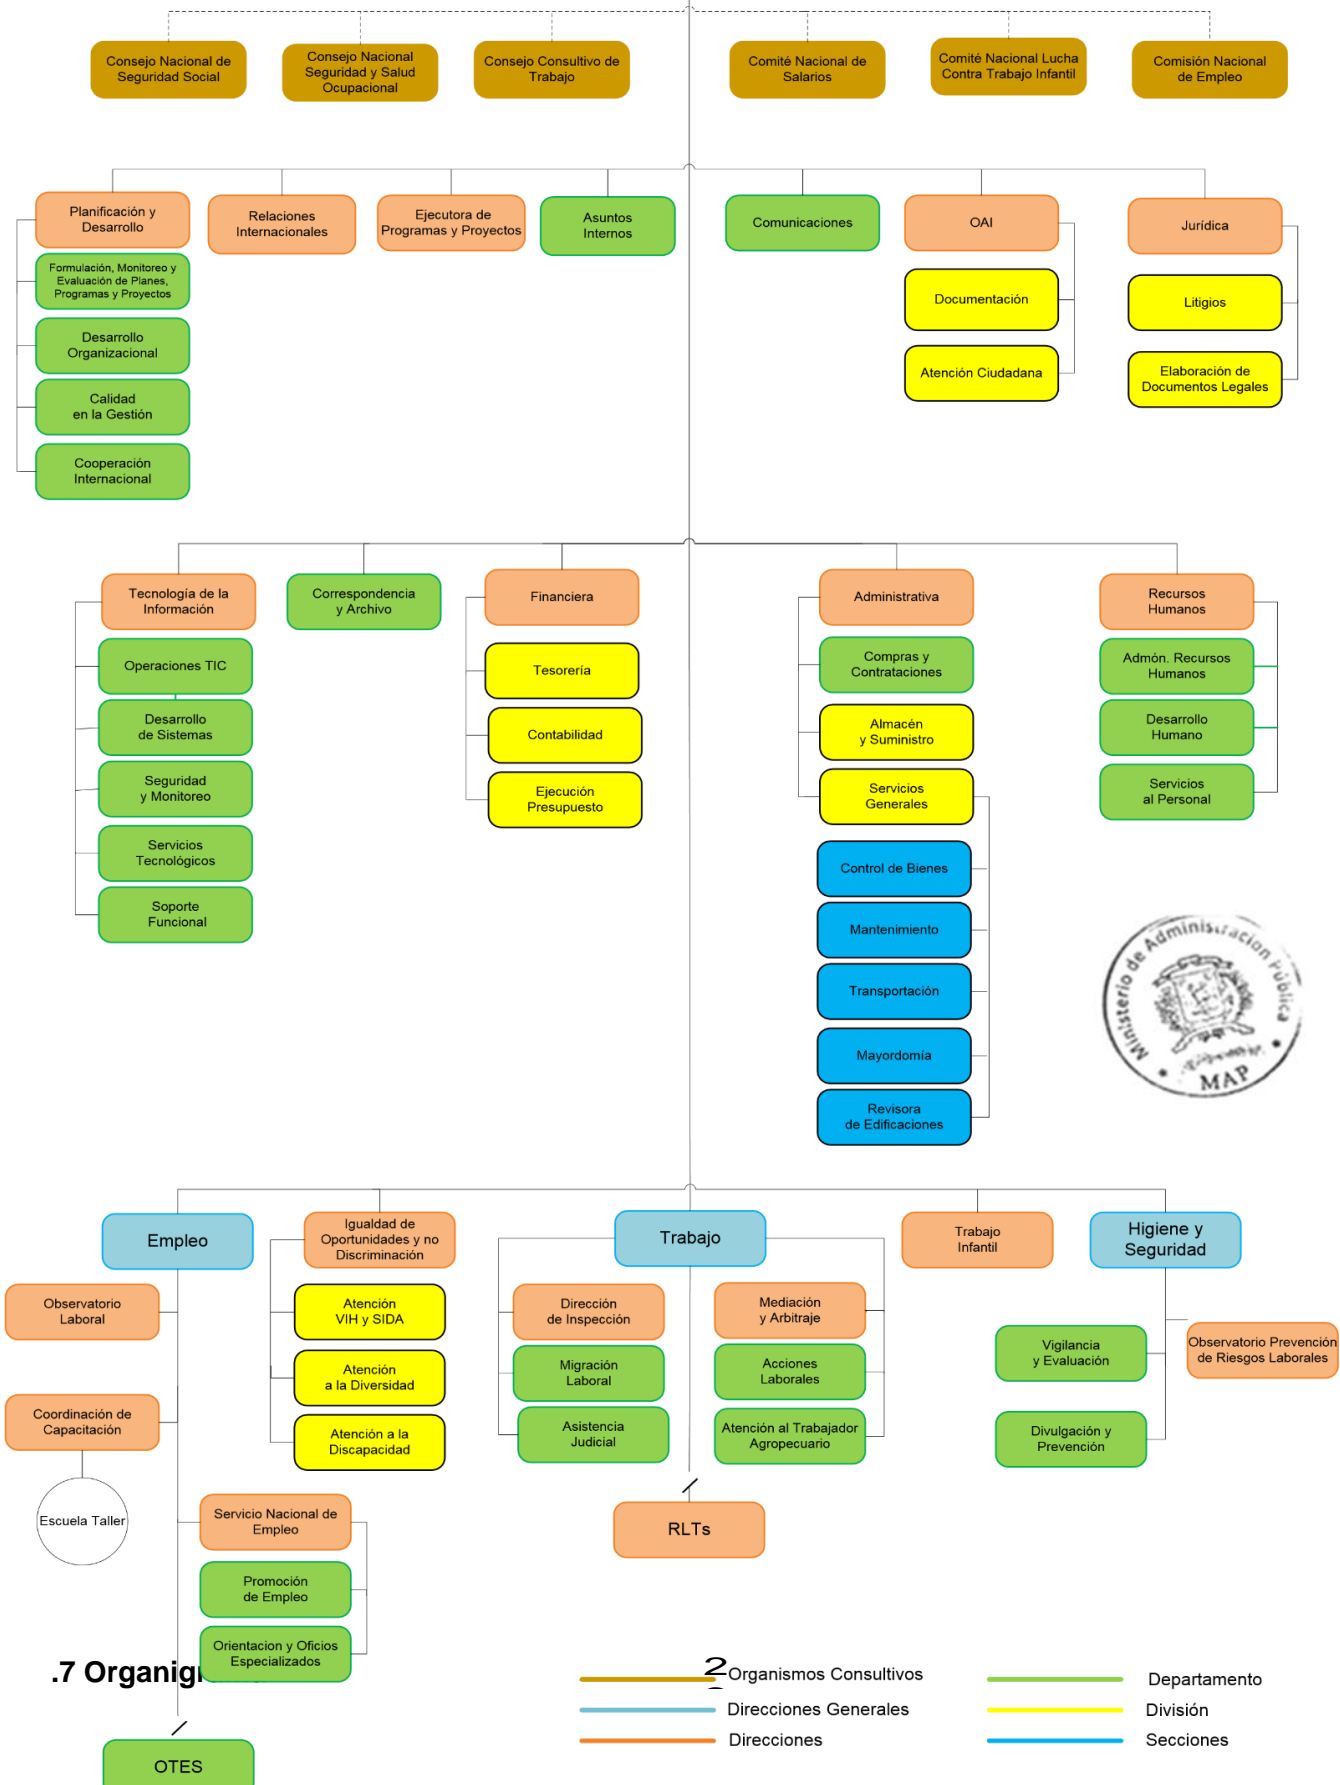 Consejo Nacional de
Seguridad Social
Consejo Nacional
Seguridad y Salud
Ocupacional
Consejo Consultivo de
Trabajo
Comité Nacional de
Salarios
Comité Nacional Lucha
Contra Trabajo Infantil
Comisión Nacional
de Empleo
Planificación y
Desarrollo
Relaciones
Internacionales
Ejecutora de
Programas y Proyectos
Asuntos
Internos
Comunicaciones
OAI
Jurídica
Formulación, Monitoreo y
Evaluación de Planes,
Programas y Proyectos
Documentación
Litigios
Desarrollo
Organizacional
Atención Ciudadana
Elaboración de
Documentos Legales
Calidad
en la Gestión
Cooperación
Internacional
Tecnología de la
Información
Correspondencia
y Archivo
Financiera
Administrativa
Recursos
Humanos
Operaciones TIC
Tesorería
Compras y
Contrataciones
Admón. Recursos
Humanos
Desarrollo
de Sistemas
Contabilidad
Almacén
y Suministro
Desarrollo
Humano
Seguridad
y Monitoreo
Ejecución
Presupuesto
Servicios
Generales
Servicios
al Personal
Servicios
Tecnológicos
Control de Bienes
Soporte
Funcional
Mantenimiento
Transportación
Mayordomía
Revisora
de Edificaciones
Ministerio de Administración Pública
MAP
Empleo
Igualdad de
Oportunidades y no
Discriminación
Trabajo
Trabajo
Infantil
Higiene y
Seguridad
Observatorio
Laboral
Atención
VIH y SIDA
Dirección
de Inspección
Mediación
y Arbitraje
Vigilancia
y Evaluación
Observatorio Prevención
de Riesgos Laborales
Atención
a la Diversidad
Migración
Laboral
Acciones
Laborales
Coordinación de
Capacitación
Atención a la
Discapacidad
Asistencia
Judicial
Atención al Trabajador
Agropecuario
Divulgación y
Prevención
Escuela Taller
Servicio Nacional de
Empleo
RLTs
Promoción
de Empleo
Orientacion y Oficios
Especializados
.7 Organig
2
Organismos Consultivos
Departamento
Direcciones Generales
División
Direcciones
Secciones
OTES